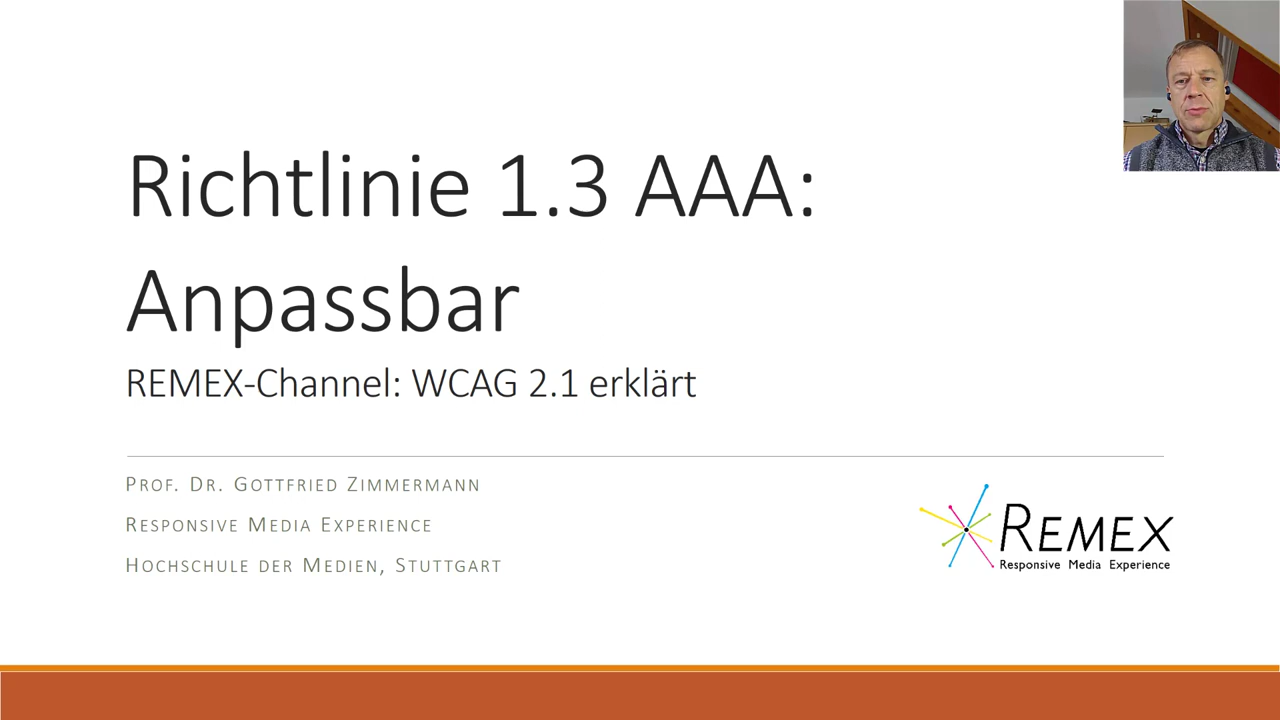 Richtlinie 1.3 AAA:
Anpassbar
REMEX-Channel: WCAG 2.1 erklärt
Prof. Dr. Gottfried Zimmermann
Responsive Media Experience
Hochschule der Medien, Stuttgart
Remex
Responsive Media Experience